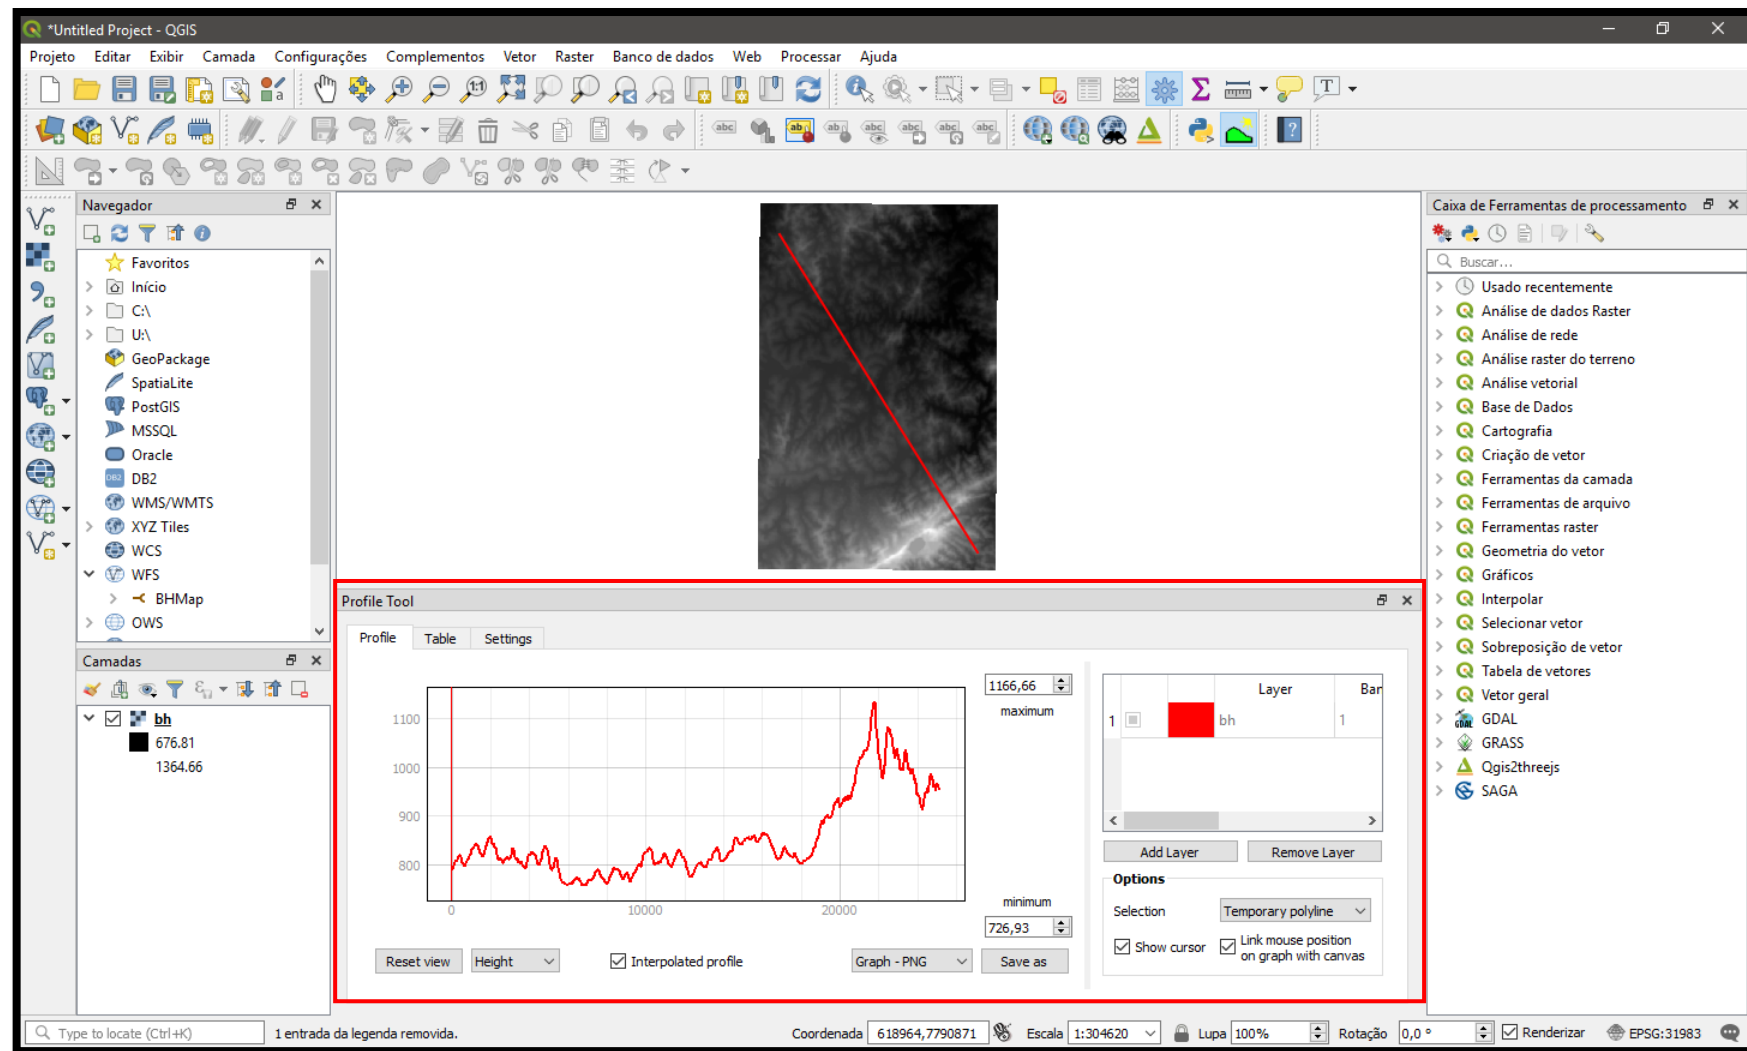 *Untitled Project - QGIS
Projeto Editar Exibir Camada Configurações Complementos Vetor Raster Banco de dados Web Processar Ajuda
Navegador
Favoritos
Início
C:\
U:\
GeoPackage
SpatiaLite
PostGIS
MSSQL
Oracle
DB2
WMS/WMTS
XYZ Tiles
WCS
WFS
BHMap
OWS
Camadas
bh
676.81
1364.66
Profile Tool
Profile Table Settings
1100
1000
900
800
0 10000 20000
1166,66
maximum
minimum
726,93
Reset view Height Interpolated profile Graph - PNG Save as
Layer Bar
1 bh 1
Add Layer Remove Layer
Options
Selection Temporary polyline
Show cursor Link mouse position
on graph with canvas
Caixa de Ferramentas de processamento
Buscar...
Usado recentemente
Análise de dados Raster
Análise de rede
Análise raster do terreno
Análise vetorial
Base de Dados
Cartografia
Criação de vetor
Ferramentas da camada
Ferramentas de arquivo
Ferramentas raster
Geometria do vetor
Gráficos
Interpolar
Selecionar vetor
Sobreposição de vetor
Tabela de vetores
Vetor geral
GDAL
GRASS
Qgis2threejs
SAGA
Type to locate (Ctrl+K) 1 entrada da legenda removida. Coordenada 618964,7790871 Escala 1:304620 Lupa 100% Rotação 0,0 ° Renderizar EPSG:31983